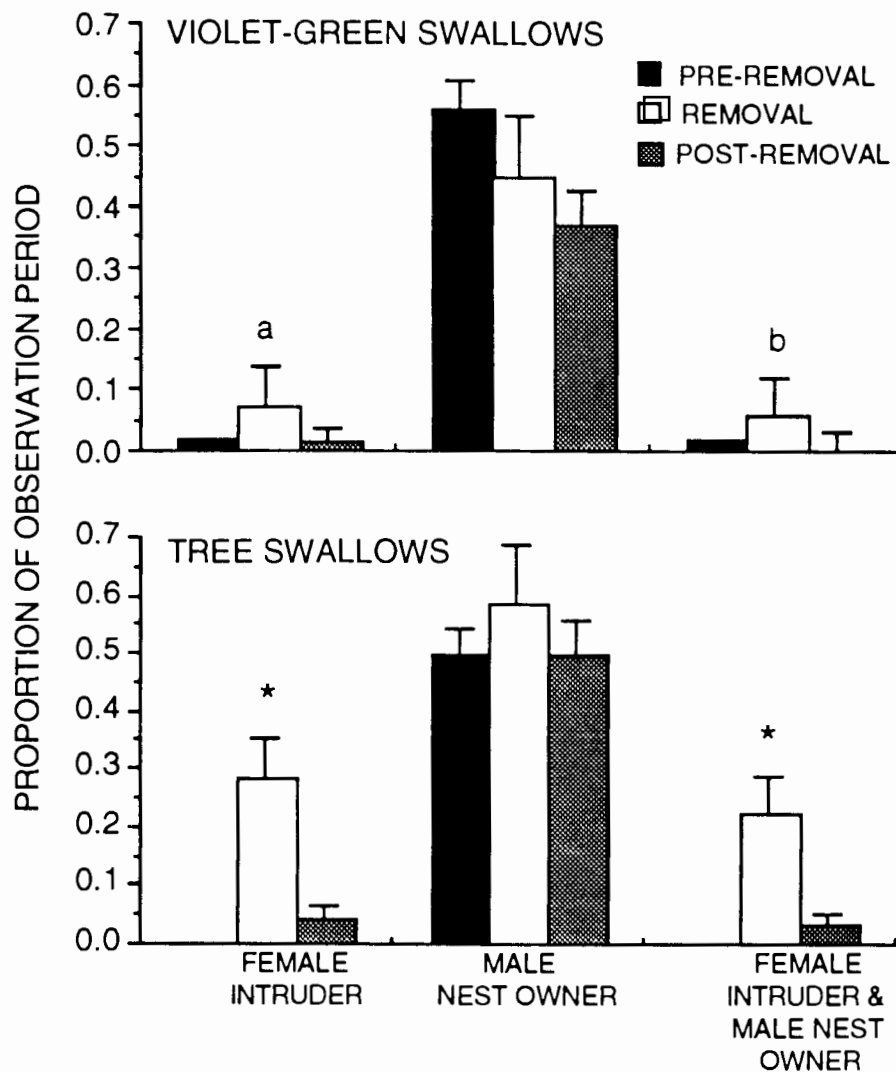 PROPORTION OF OBSERVATION PERIOD
VIOLET-GREEN SWALLOWS
PRE-REMOVAL
REMOVAL
POST-REMOVAL
0.7
0.6
0.5
0.4
0.3
0.2
0.1
0.0
a
b
TREE SWALLOWS
0.7
0.6
0.5
0.4
0.3
0.2
0.1
0.0
*
*
FEMALE
INTRUDER
MALE
NEST OWNER
FEMALE
INTRUDER &
MALE NEST
OWNER